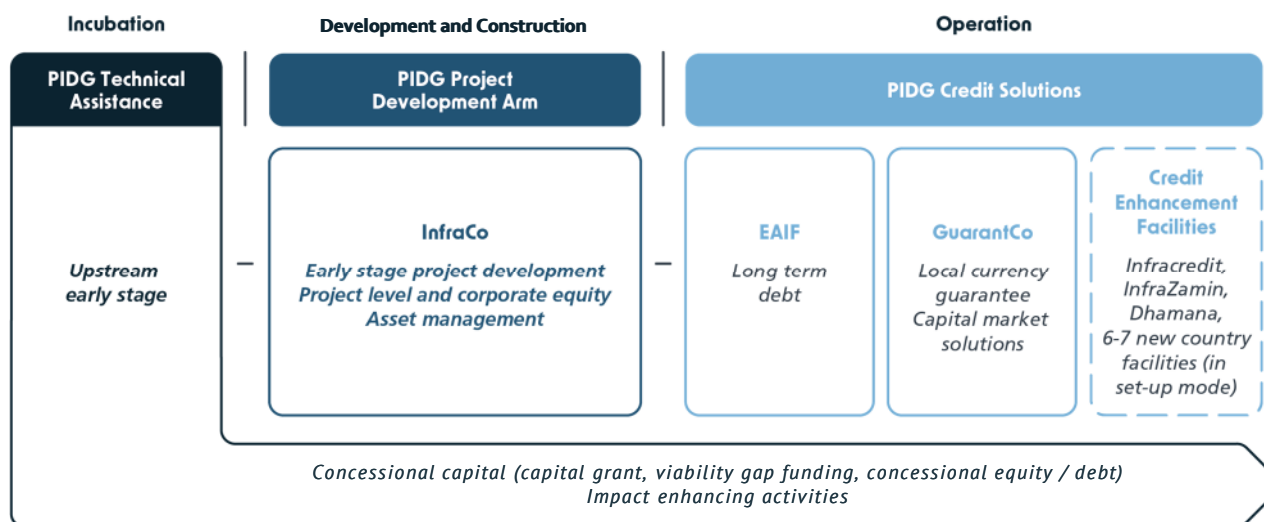 Incubation
Development and Construction
Operation
PIDG Technical
Assistance
PIDG Project
Development Arm
PIDG Credit Solutions
Upstream
early stage
InfraCo
Early stage project development
Project level and corporate equity
Asset management
EAIF
Long term
debt
GuarantCo
Local currency
guarantee
Capital market
solutions
Credit
Enhancement
Facilities
Infracredit,
InfraZamin,
Dhamana,
6-7 new country
facilities (in
set-up mode)
Concessional capital (capital grant, viability gap funding, concessional equity / debt)
Impact enhancing activities